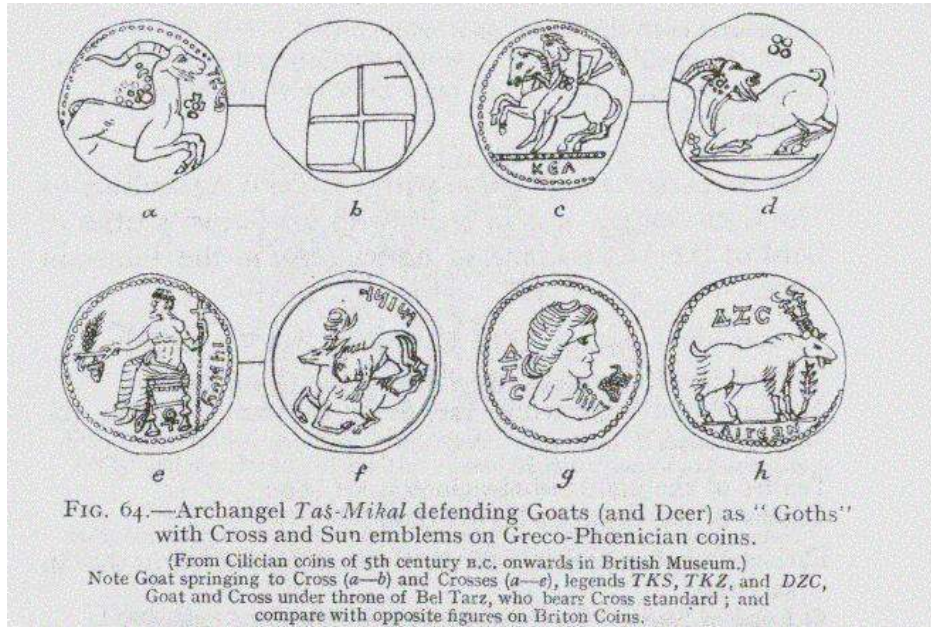 ΚΕΛ
a
b
c
d
ΔΣC
ΔΙC
e
f
g
h
FIG. 64.—Archangel Taš-Mikal defending Goats (and Deer) as " Goths"
with Cross and Sun emblems on Greco-Phœnician coins.
(From Cilician coins of 5th century B.C. onwards in British Museum.)
Note Goat springing to Cross (a—b) and Crosses (a—e), legends TKS, TKZ, and DZC,
Goat and Cross under throne of Bel Tarz, who bears Cross standard ; and
compare with opposite figures on Briton Coins.